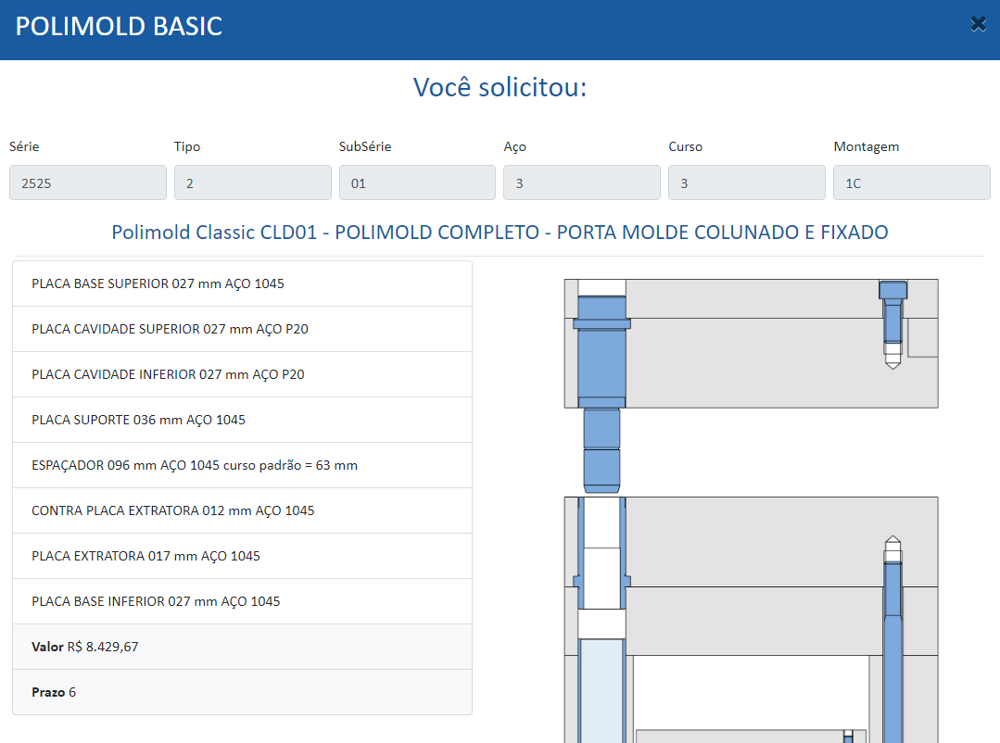 POLIMOLD BASIC
Você solicitou:
Série Tipo SubSérie Aço Curso Montagem
2525 2 01 3 3 1C
Polimold Classic CLD01 - POLIMOLD COMPLETO - PORTA MOLDE COLUNADO E FIXADO
PLACA BASE SUPERIOR 027 mm AÇO 1045
PLACA CAVIDADE SUPERIOR 027 mm AÇO P20
PLACA CAVIDADE INFERIOR 027 mm AÇO P20
PLACA SUPORTE 036 mm AÇO 1045
ESPAÇADOR 096 mm AÇO 1045 curso padrão = 63 mm
CONTRA PLACA EXTRATORA 012 mm AÇO 1045
PLACA EXTRATORA 017 mm AÇO 1045
PLACA BASE INFERIOR 027 mm AÇO 1045
Valor R$ 8.429,67
Prazo 6